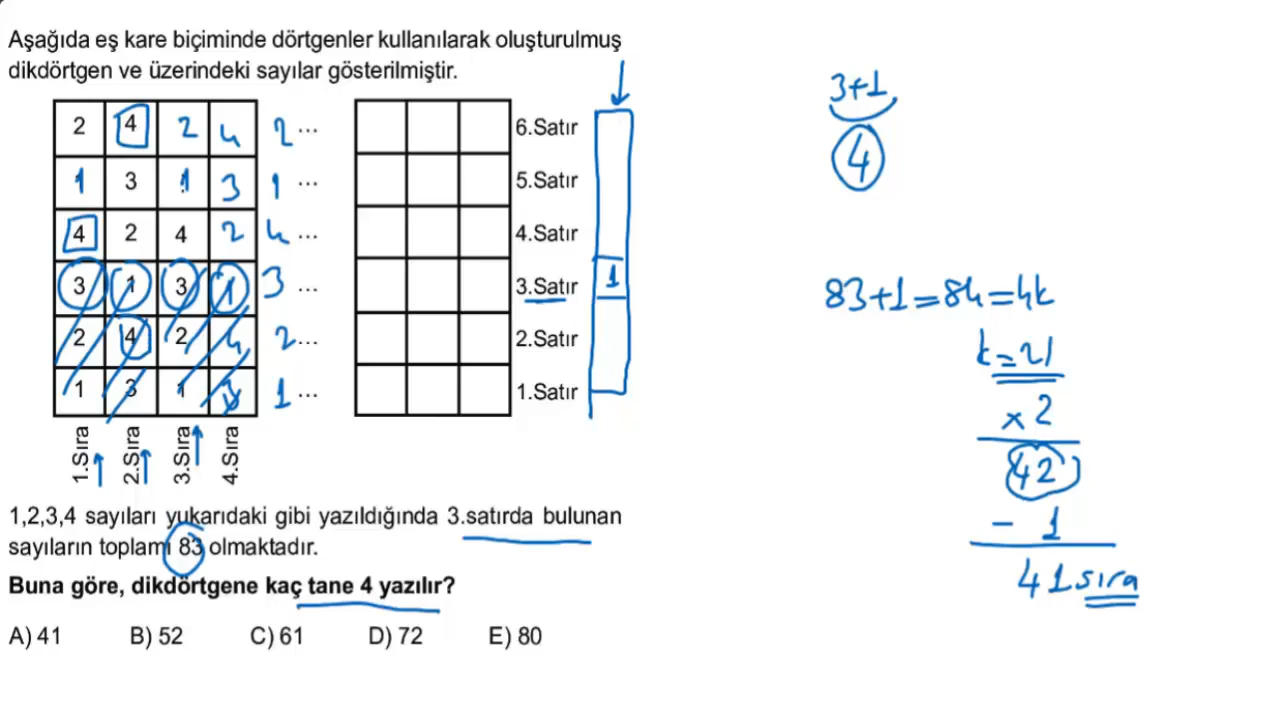 Aşağıda eş kare biçiminde dörtgenler kullanılarak oluşturulmuş
dikdörtgen ve üzerindeki sayılar gösterilmiştir.
2 4 2 4 2 ... 6.Satır
1 3 1 3 1 ... 5.Satır
4 2 4 2 4 ... 4.Satır
3 1 3 1 3 ... 3.Satır 1
2 4 2 4 2 ... 2.Satır
1 3 1 3 1 ... 1.Satır
1.Sıra 2.Sıra 3.Sıra 4.Sıra
1,2,3,4 sayıları yukarıdaki gibi yazıldığında 3.satırda bulunan
sayıların toplamı 83 olmaktadır.
Buna göre, dikdörtgene kaç tane 4 yazılır?
A) 41 B) 52 C) 61 D) 72 E) 80
3+1
4
83+1=84=4k
k=21
x 2
42
- 1
41 sıra